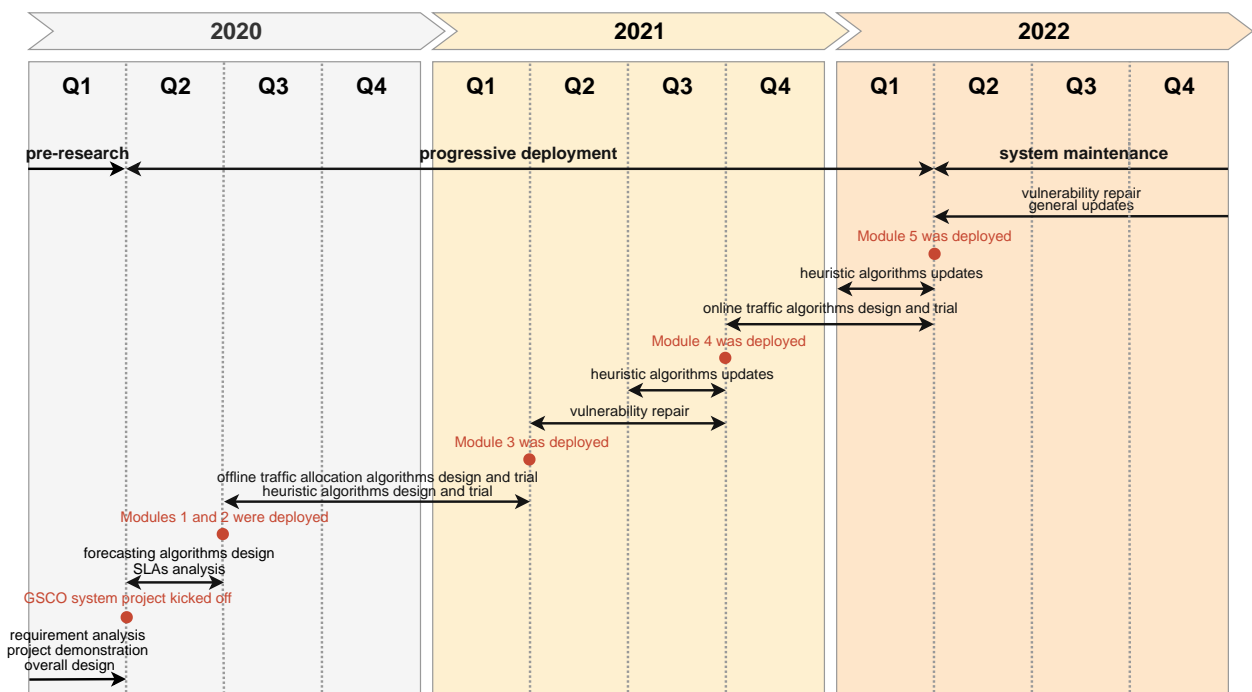 2020
2021
2022
Q1
Q2
Q3
Q4
Q1
Q2
Q3
Q4
Q1
Q2
Q3
Q4
pre-research
progressive deployment
system maintenance
vulnerability repair
general updates
Module 5 was deployed
heuristic algorithms updates
online traffic algorithms design and trial
Module 4 was deployed
heuristic algorithms updates
vulnerability repair
Module 3 was deployed
offline traffic allocation algorithms design and trial
heuristic algorithms design and trial
Modules 1 and 2 were deployed
forecasting algorithms design
SLAs analysis
GSCO system project kicked off
requirement analysis
project demonstration
overall design